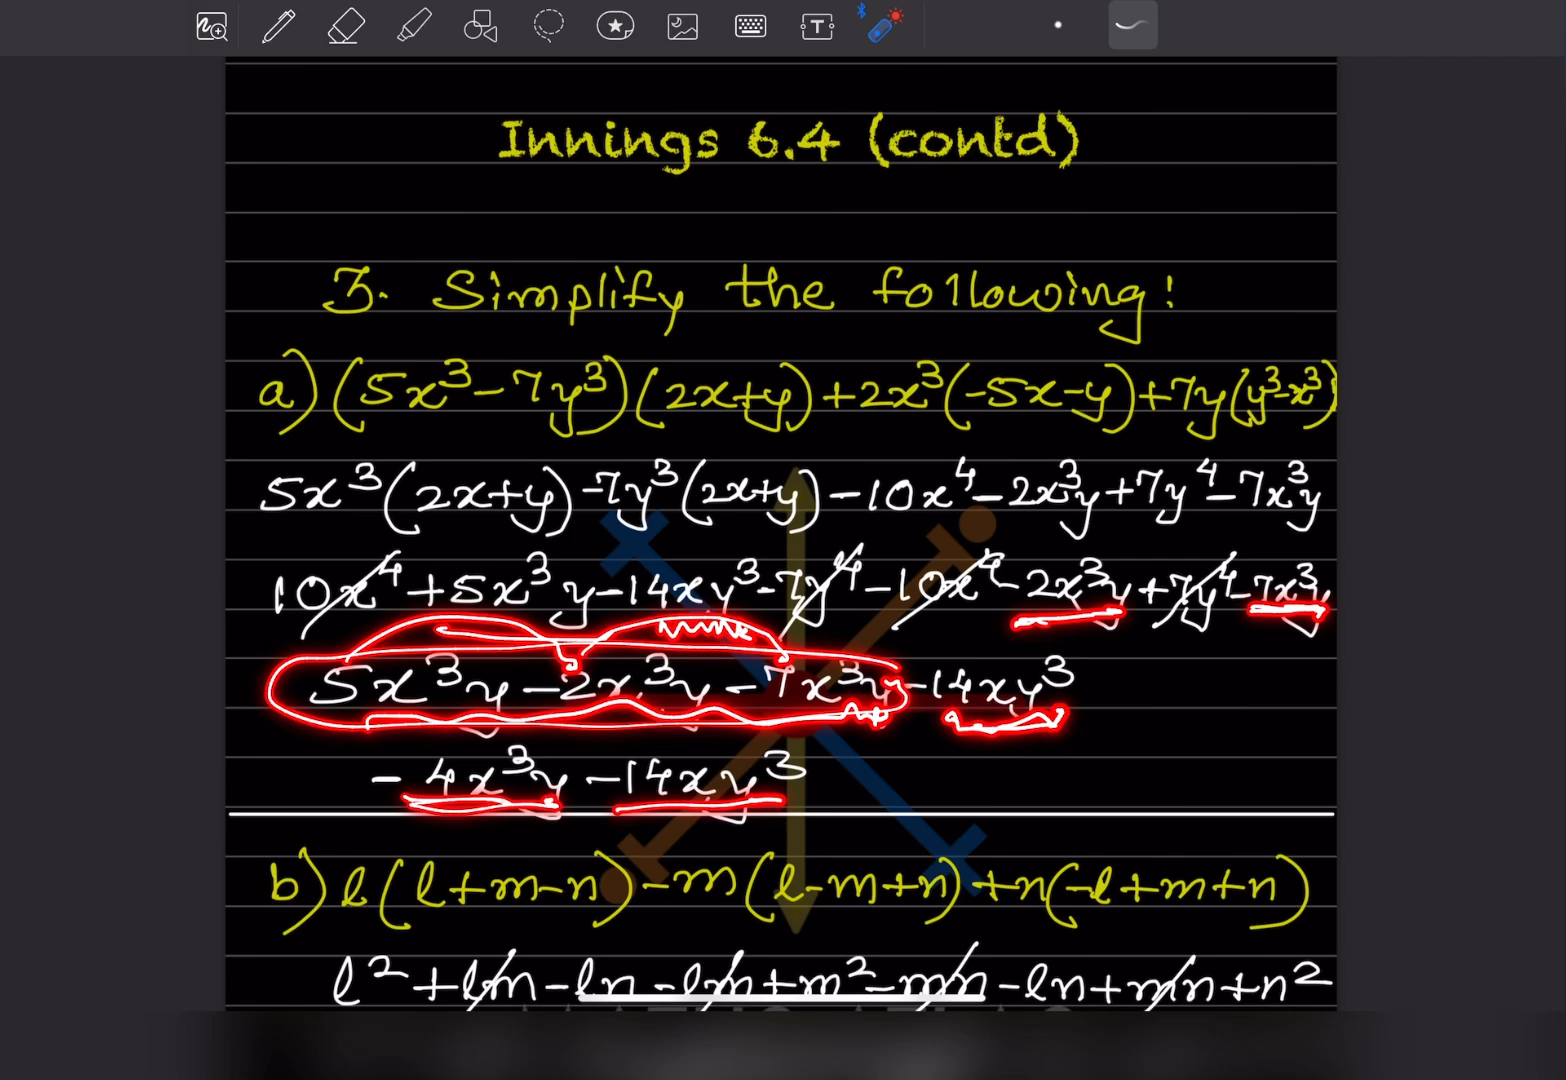 Innings 6.4 (contd)
3. Simplify the following:
a) (5x³-7y³)(2x+y)+2x³(-5x-y)+7y(y³-x³)
5x³(2x+y)-7y³(2x+y)-10x⁴-2x³y+7y⁴-7x³y
10x⁴+5x³y-14xy³-7y⁴-10x⁴-2x³y+7y⁴-7x³y
5x³y-2x³y-7x³y-14xy³
-4x³y-14xy³
b) l(l+m-n)-m(l-m+n)+n(-l+m+n)
l²+lm-ln-lm+m²-mn-ln+mn+n²